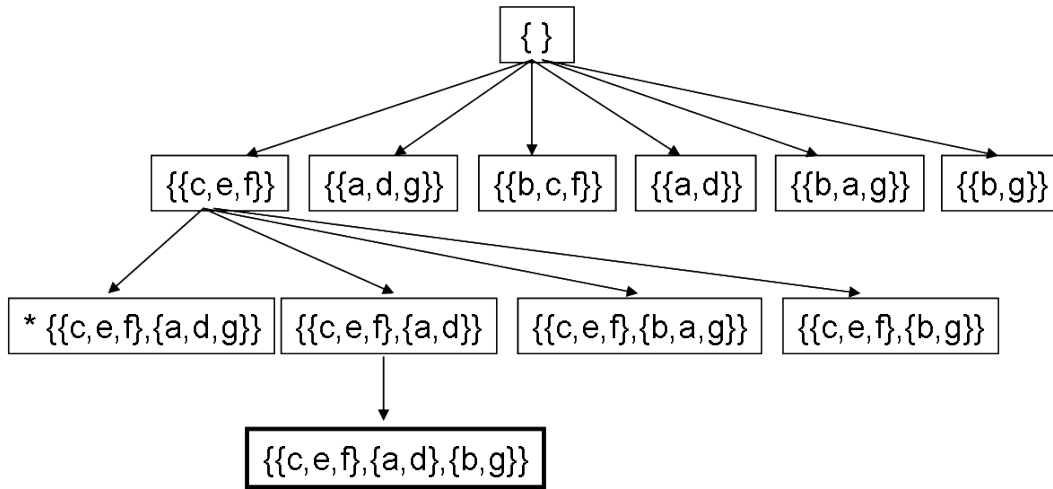 { }
{{c,e,f}}
{{a,d,g}}
{{b,c,f}}
{{a,d}}
{{b,a,g}}
{{b,g}}
* {{c,e,f},{a,d,g}}
{{c,e,f},{a,d}}
{{c,e,f},{b,a,g}}
{{c,e,f},{b,g}}
{{c,e,f},{a,d},{b,g}}